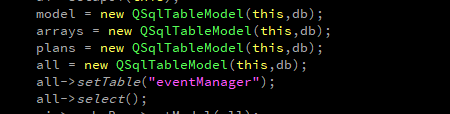 model = new QSqlTableModel(this,db);
arrays = new QSqlTableModel(this,db);
plans = new QSqlTableModel(this,db);
all = new QSqlTableModel(this,db);
all->setTable("eventManager");
all->select();